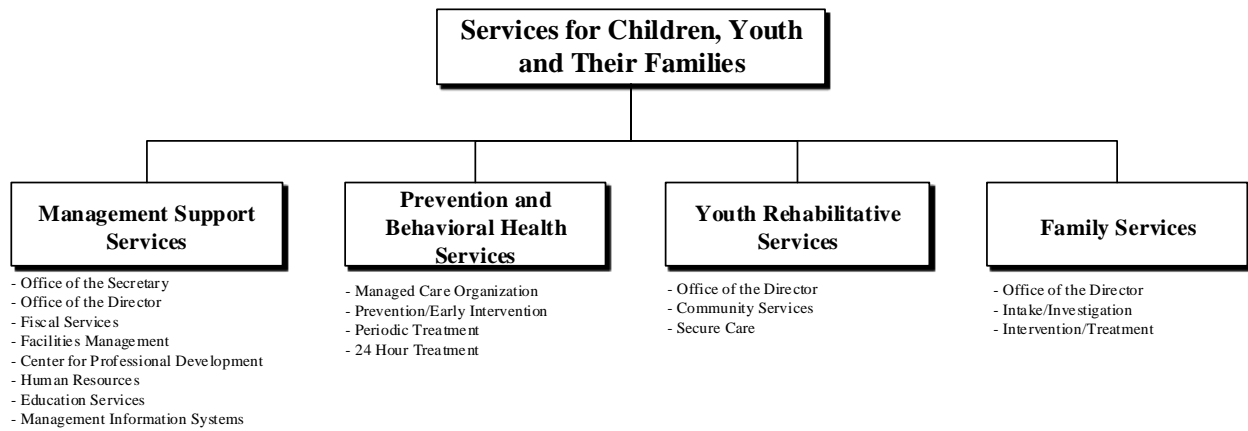 Services for Children, Youth
and Their Families
Management Support
Services
- Office of the Secretary
- Office of the Director
- Fiscal Services
- Facilities Management
- Center for Professional Development
- Human Resources
- Education Services
- Management Information Systems
Prevention and
Behavioral Health
Services
- Managed Care Organization
- Prevention/Early Intervention
- Periodic Treatment
- 24 Hour Treatment
Youth Rehabilitative
Services
- Office of the Director
- Community Services
- Secure Care
Family Services
- Office of the Director
- Intake/Investigation
- Intervention/Treatment